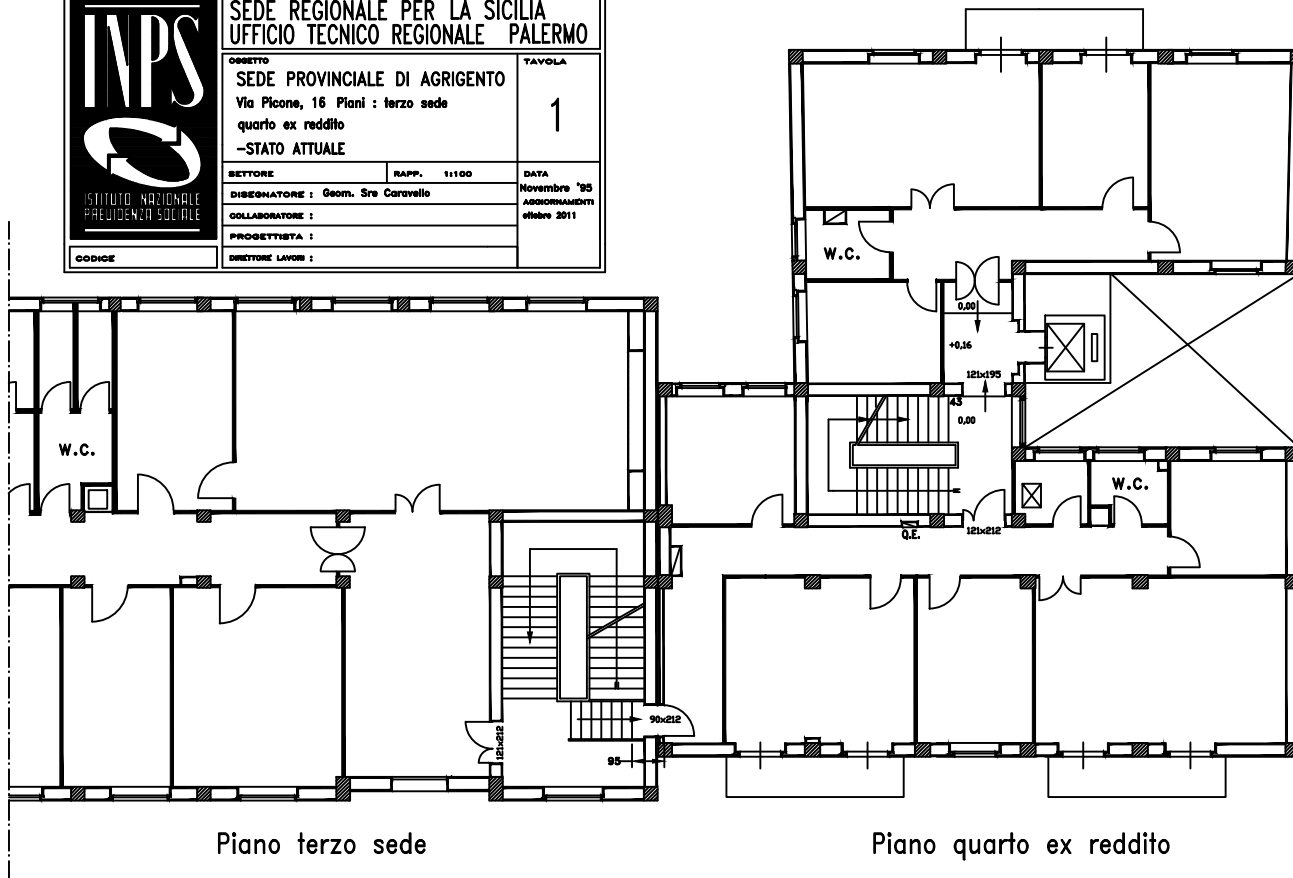 INPS
ISTITUTO NAZIONALE
PREVIDENZA SOCIALE
CODICE
SEDE REGIONALE PER LA SICILIA
UFFICIO TECNICO REGIONALE PALERMO
OGGETTO
SEDE PROVINCIALE DI AGRIGENTO
Via Picone, 16 Piani : terzo sede
quarto ex reddito
-STATO ATTUALE
TAVOLA
1
SETTORE
RAPP. 1:100
DISEGNATORE : Geom. Sre Caravello
COLLABORATORE :
PROGETTISTA :
DIRETTORE LAVORI :
DATA
Novembre '95
AGGIORNAMENTI
ottobre 2011
W.C.
0,00
+0,16
121x195
43
0,00
W.C.
W.C.
Q.E.
121x212
90x212
121x212
95
Piano terzo sede
Piano quarto ex reddito